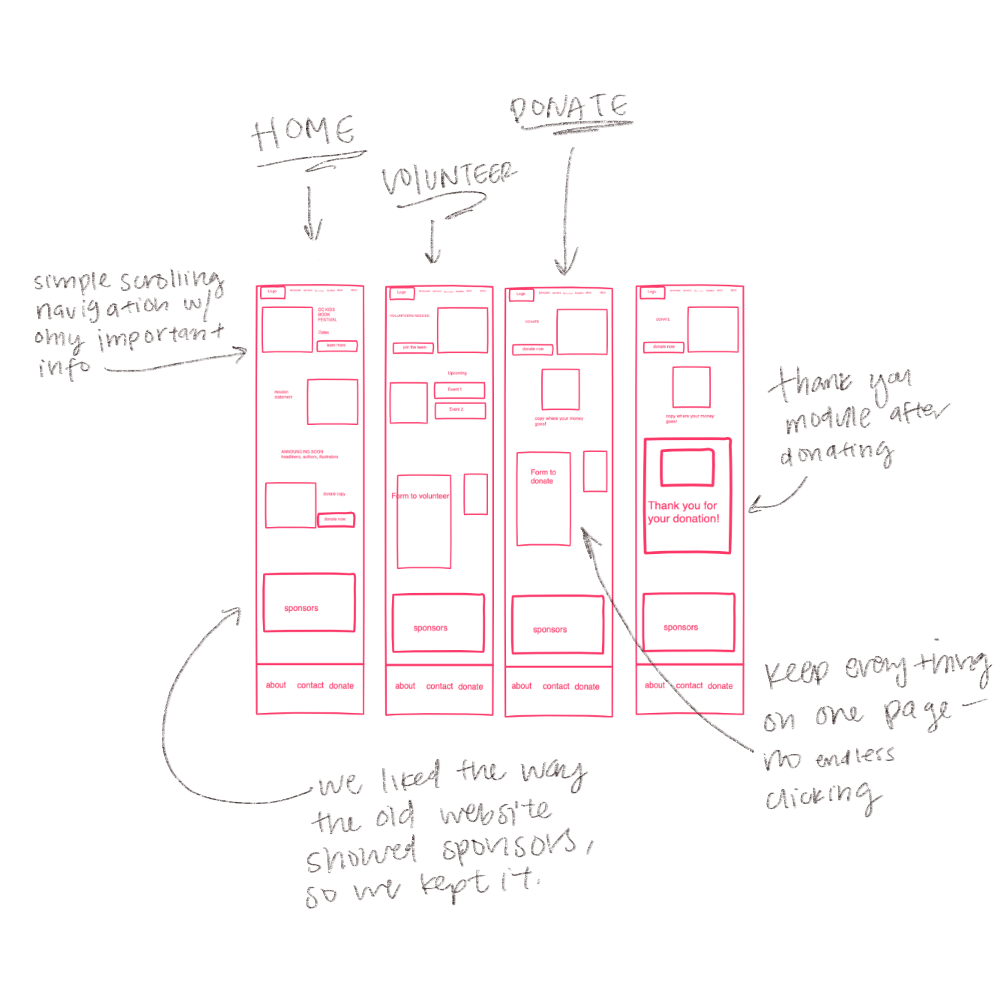 HOME
VOLUNTEER
DONATE
simple scrolling
navigation w/
only important
info
Logo
BOOK
FESTIVAL
Dates
learn more
mission
statement
ANNOUNCING SOON!
headliners, authors, illustrators
donate copy
donate now
sponsors
about contact donate
Logo
VOLUNTEERS NEEDED!
join the team
Upcoming
Event 1
Event 2
Form to volunteer
sponsors
about contact donate
Logo
DONATE
donate now
copy where your money
goes!
Form to
donate
sponsors
about contact donate
Logo
DONATE
donate now
copy where your money
goes!
Thank you for
your donation!
sponsors
about contact donate
thank you
module after
donating
keep everything
on one page —
no endless
clicking
we liked the way
the old website
showed sponsors,
so we kept it.